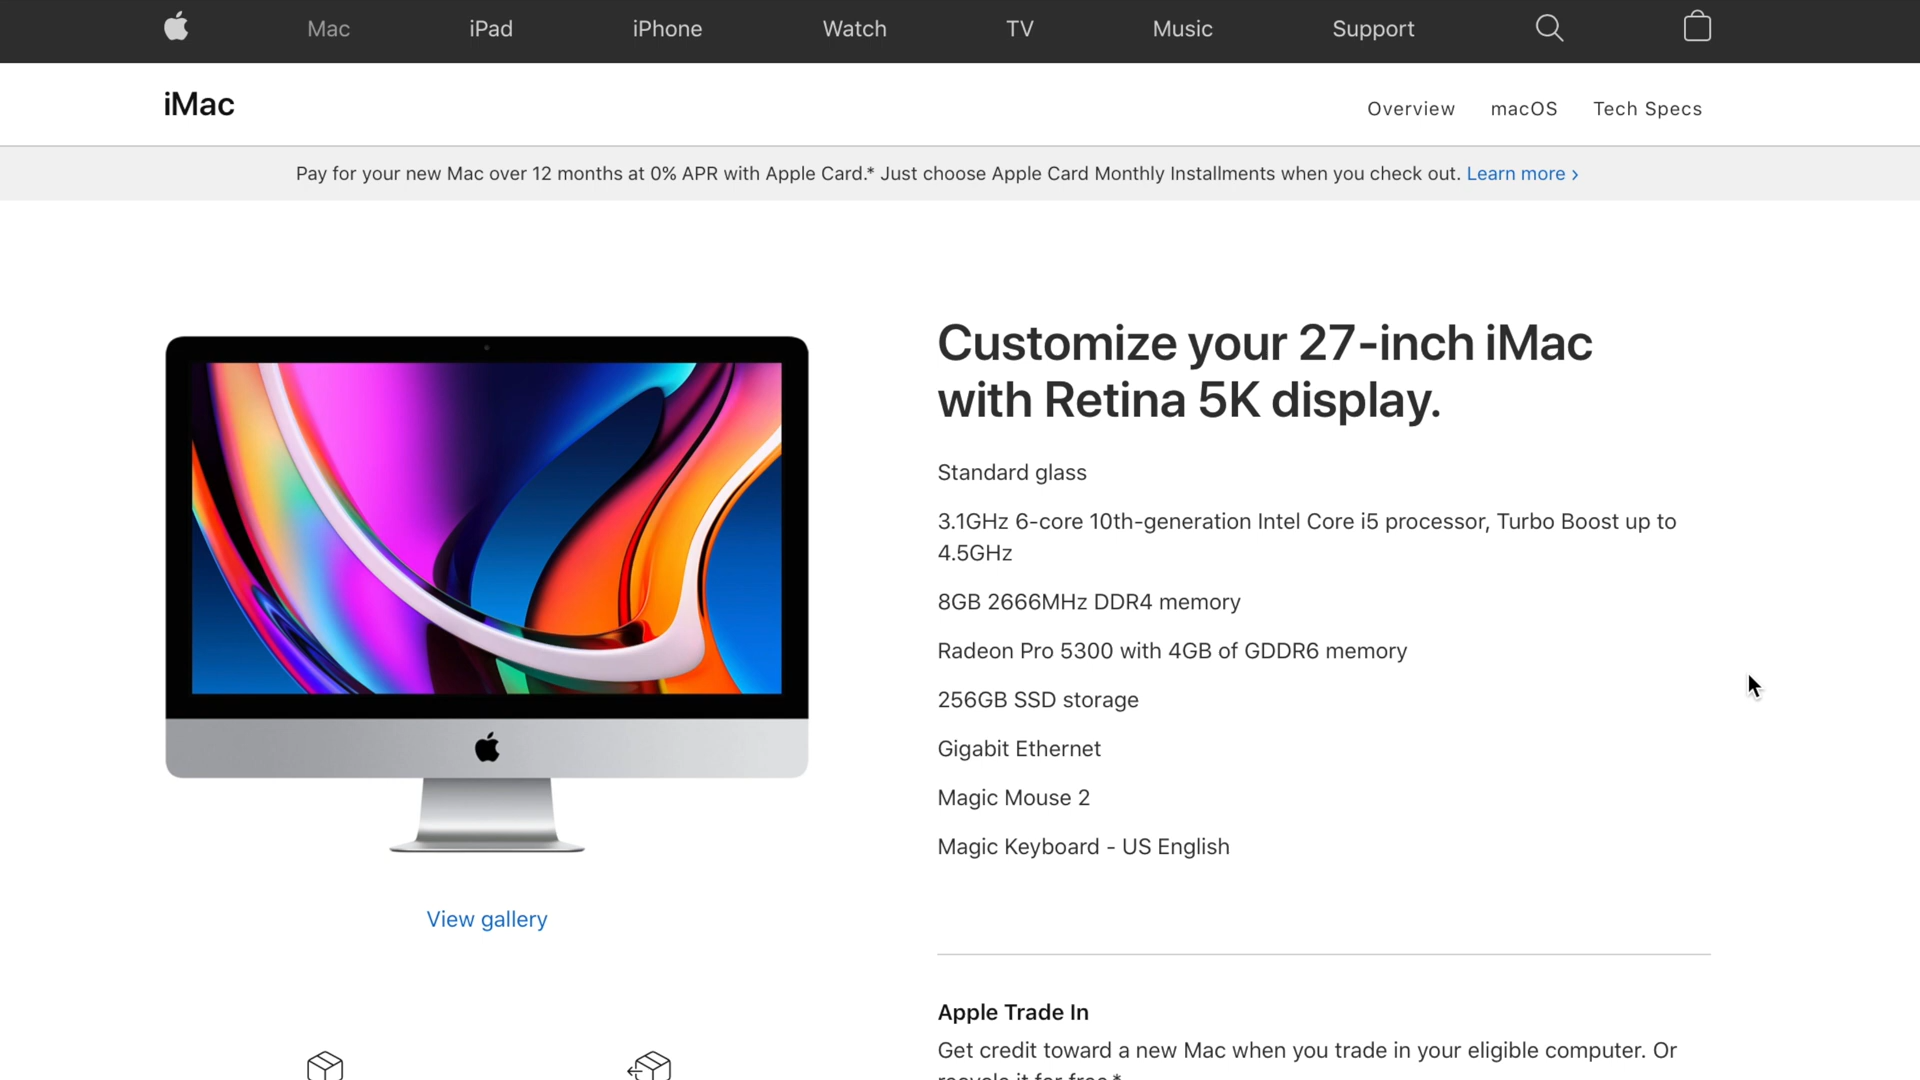 Mac iPad iPhone Watch TV Music Support
iMac
Overview macOS Tech Specs
Pay for your new Mac over 12 months at 0% APR with Apple Card.* Just choose Apple Card Monthly Installments when you check out. Learn more ›
Customize your 27-inch iMac
with Retina 5K display.
Standard glass
3.1GHz 6-core 10th-generation Intel Core i5 processor, Turbo Boost up to
4.5GHz
8GB 2666MHz DDR4 memory
Radeon Pro 5300 with 4GB of GDDR6 memory
256GB SSD storage
Gigabit Ethernet
Magic Mouse 2
Magic Keyboard - US English
View gallery
Apple Trade In
Get credit toward a new Mac when you trade in your eligible computer. Or
recycle it for free.*